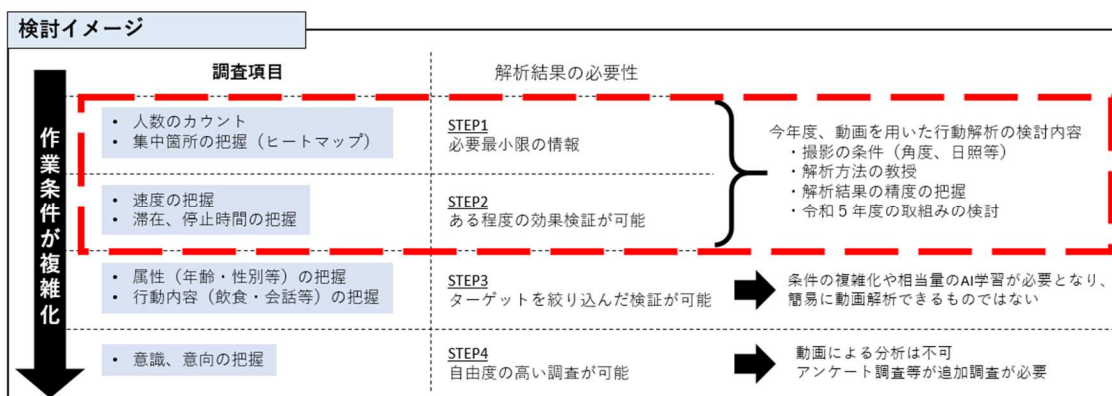 検討イメージ
調査項目
解析結果の必要性
作業条件が複雑化
• 人数のカウント
• 集中箇所の把握（ヒートマップ）
STEP1
必要最小限の情報
• 速度の把握
• 滞在、停止時間の把握
STEP2
ある程度の効果検証が可能
今年度、動画を用いた行動解析の検討内容
・撮影の条件（角度、日照等）
・解析方法の教授
・解析結果の精度の把握
・令和５年度の取組みの検討
• 属性（年齢・性別等）の把握
• 行動内容（飲食・会話等）の把握
STEP3
ターゲットを絞り込んだ検証が可能
条件の複雑化や相当量のAI学習が必要となり、
簡易に動画解析できるものではない
• 意識、意向の把握
STEP4
自由度の高い調査が可能
動画による分析は不可
アンケート調査等が追加調査が必要